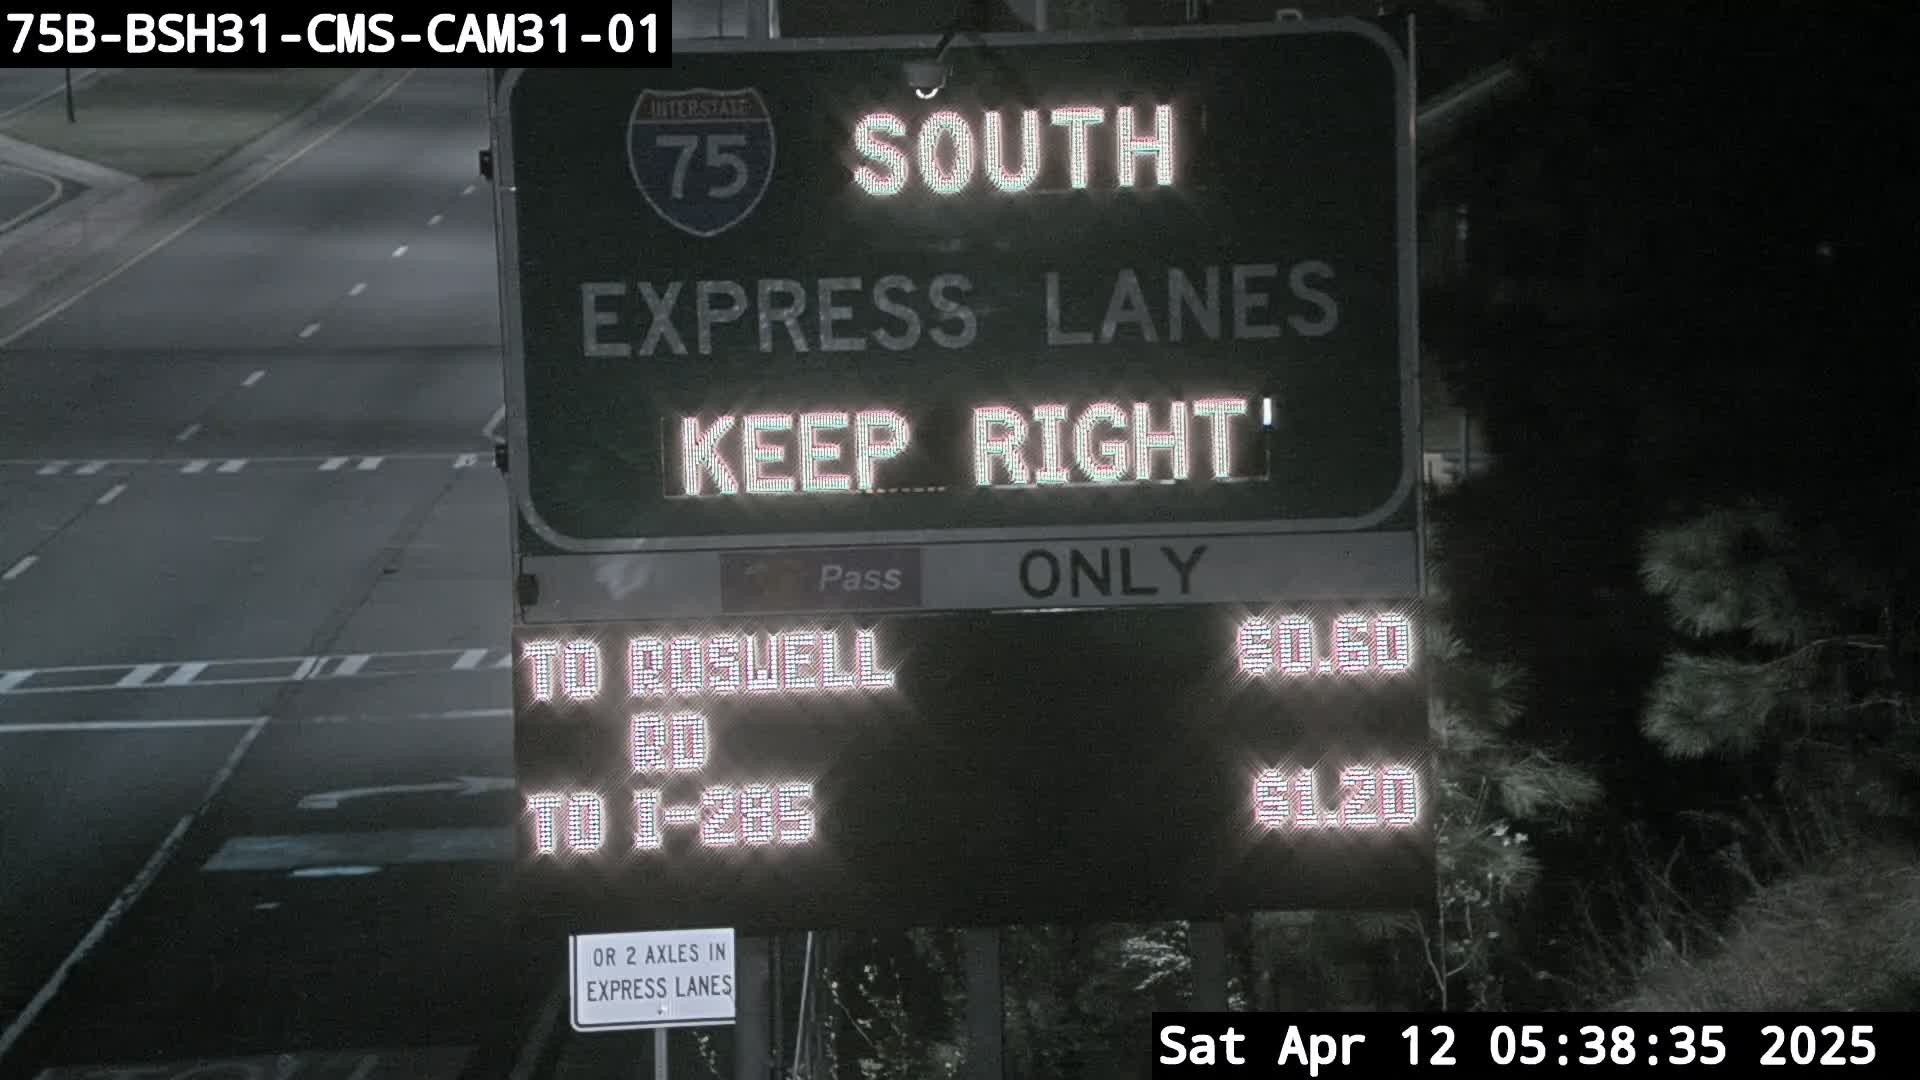 75B-BSH31-CMS-CAM31-01
INTERSTATE
75
SOUTH
EXPRESS LANES
KEEP RIGHT
Pass ONLY
TO ROSWELL $0.60
RD
TO I-285 $1.20
OR 2 AXLES IN
EXPRESS LANES
Sat Apr 12 05:38:35 2025